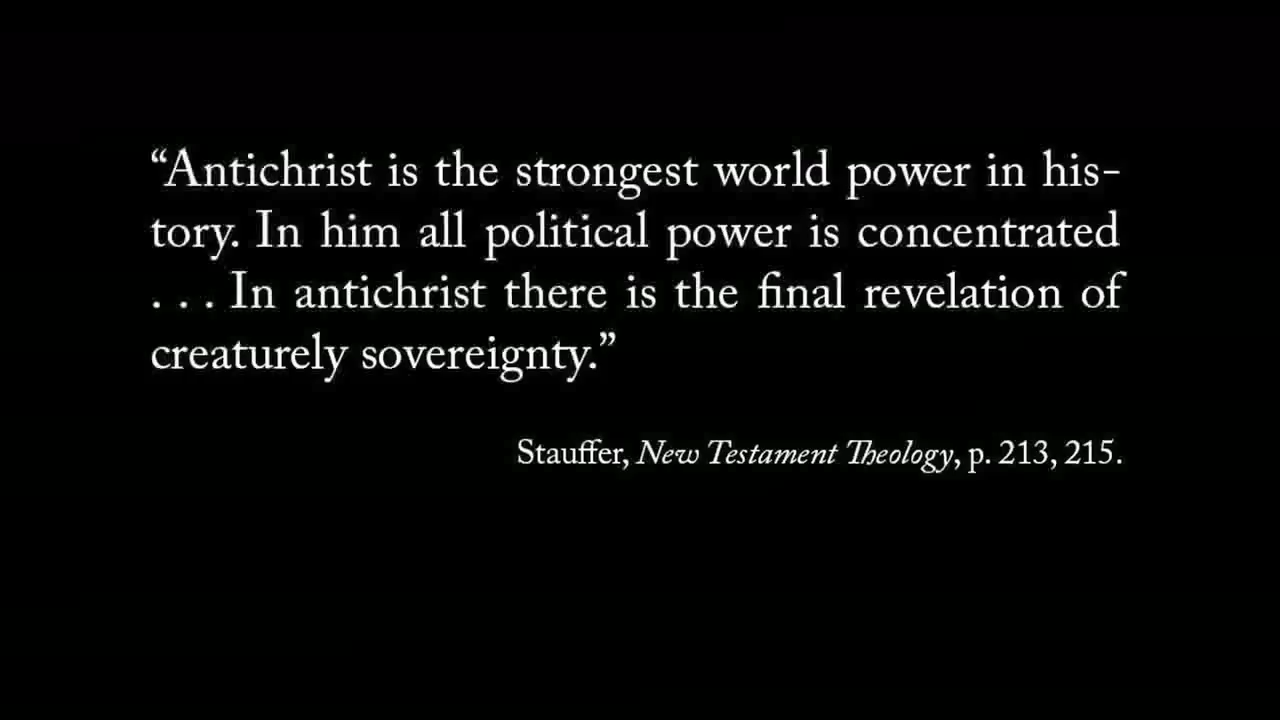 “Antichrist is the strongest world power in his-
tory. In him all political power is concentrated
. . . In antichrist there is the final revelation of
creaturely sovereignty.”
Stauffer, New Testament Theology, p. 213, 215.